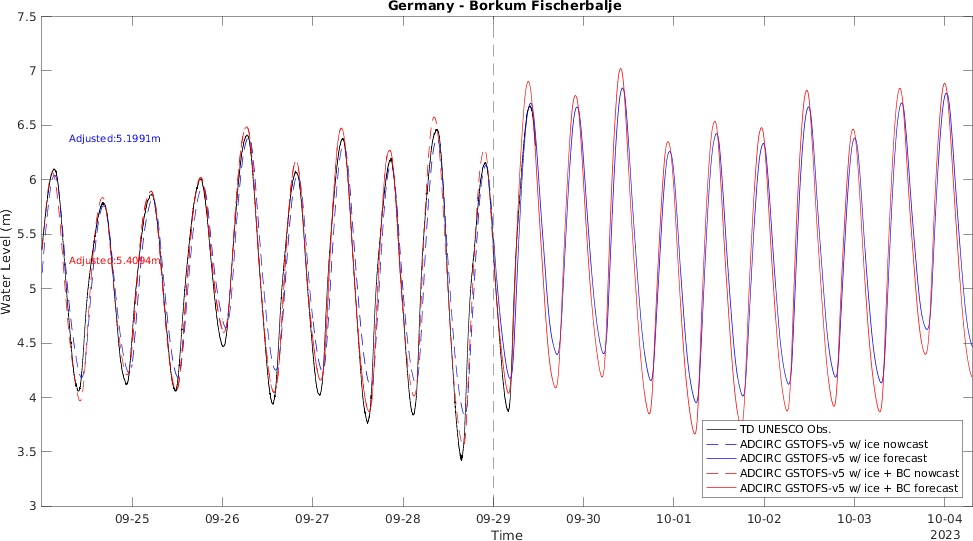 Germany - Borkum Fischerbalje
7.5
7
6.5
6
5.5
5
4.5
4
3.5
3
Water Level (m)
Adjusted:5.1991m
Adjusted:5.4094m
TD UNESCO Obs.
ADCIRC GSTOFS-v5 w/ ice nowcast
ADCIRC GSTOFS-v5 w/ ice forecast
ADCIRC GSTOFS-v5 w/ ice + BC nowcast
ADCIRC GSTOFS-v5 w/ ice + BC forecast
09-25
09-26
09-27
09-28
09-29
09-30
10-01
10-02
10-03
10-04
Time
2023